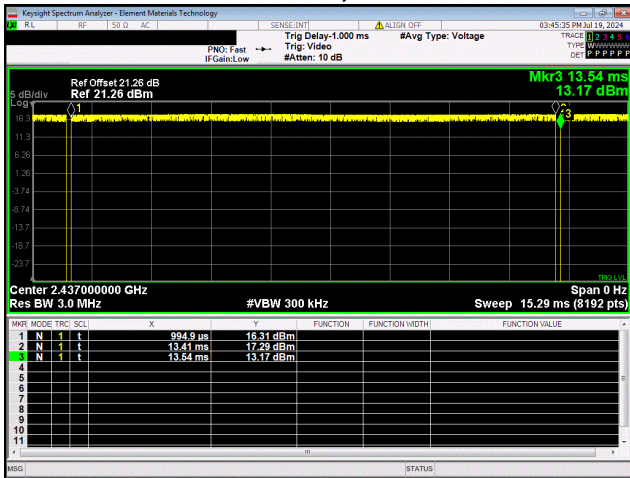 Keysight Spectrum Analyzer - Element Materials Technology
RL RF 50 Ω AC SENSE:INT ALIGN OFF 03:45:35 PM Jul 19, 2024
Trig Delay-1.000 ms #Avg Type: Voltage TRACE 1 2 3 4 5 6
PNO: Fast Trig: Video TYPE WWWWWW
IFGain:Low #Atten: 10 dB DET P P P P P P
Mkr3 13.54 ms
13.17 dBm
Ref Offset 21.26 dB
5 dB/div Ref 21.26 dBm
Log
1
3
16.3
11.3
6.26
1.26
-3.74
-8.74
-13.7
-18.7
-23.7
TRIG LVL
Center 2.437000000 GHz Span 0 Hz
Res BW 3.0 MHz #VBW 300 kHz Sweep 15.29 ms (8192 pts)
MKR MODE TRC SCL X Y FUNCTION FUNCTION WIDTH FUNCTION VALUE
1 N 1 t 994.9 µs 16.31 dBm
2 N 1 t 13.41 ms 17.29 dBm
3 N 1 t 13.54 ms 13.17 dBm
4
5
6
7
8
9
10
11
MSG STATUS